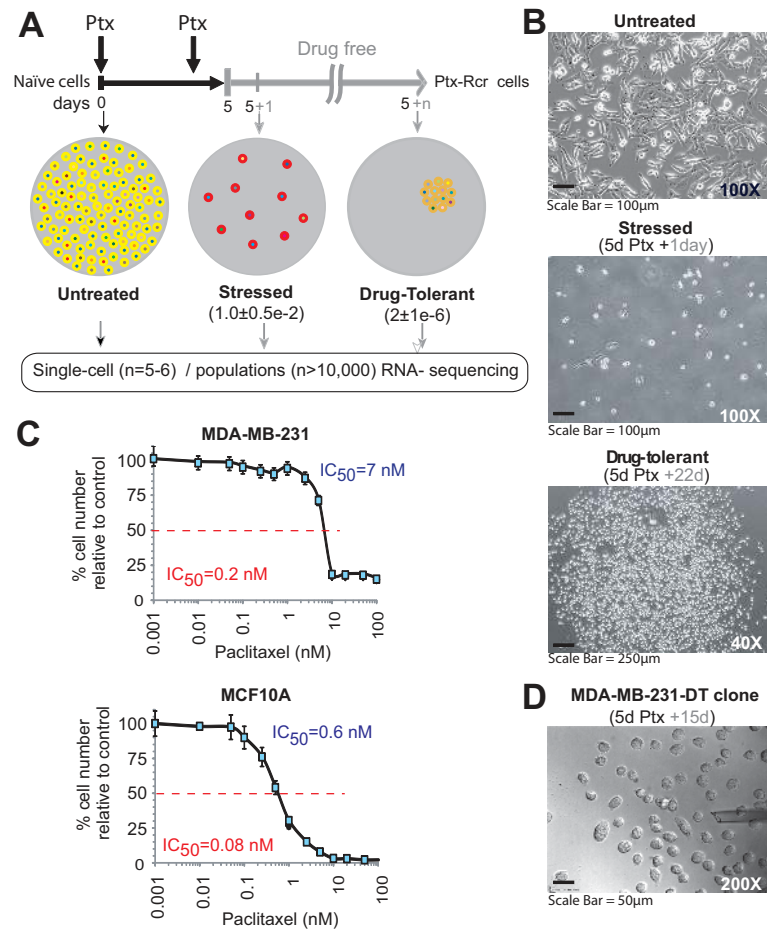 A
Ptx
Ptx
Drug free
Naïve cells
Ptx-Rcr cells
days 0
5
5+1
5 +n
Untreated
Stressed
(1.0±0.5e-2)
Drug-Tolerant
(2±1e-6)
Single-cell (n=5-6) / populations (n>10,000) RNA- sequencing
B
Untreated
100X
Scale Bar = 100µm
Stressed
(5d Ptx +1day)
100X
Scale Bar = 100µm
Drug-tolerant
(5d Ptx +22d)
40X
Scale Bar = 250µm
C
MDA-MB-231
% cell number
relative to control
100
75
50
25
0
IC50=7 nM
IC50=0.2 nM
0.001
0.01
0.1
1
10
100
Paclitaxel (nM)
MCF10A
% cell number
relative to control
100
75
50
25
0
IC50=0.6 nM
IC50=0.08 nM
0.001
0.01
0.1
1
10
100
Paclitaxel (nM)
D
MDA-MB-231-DT clone
(5d Ptx +15d)
200X
Scale Bar = 50µm